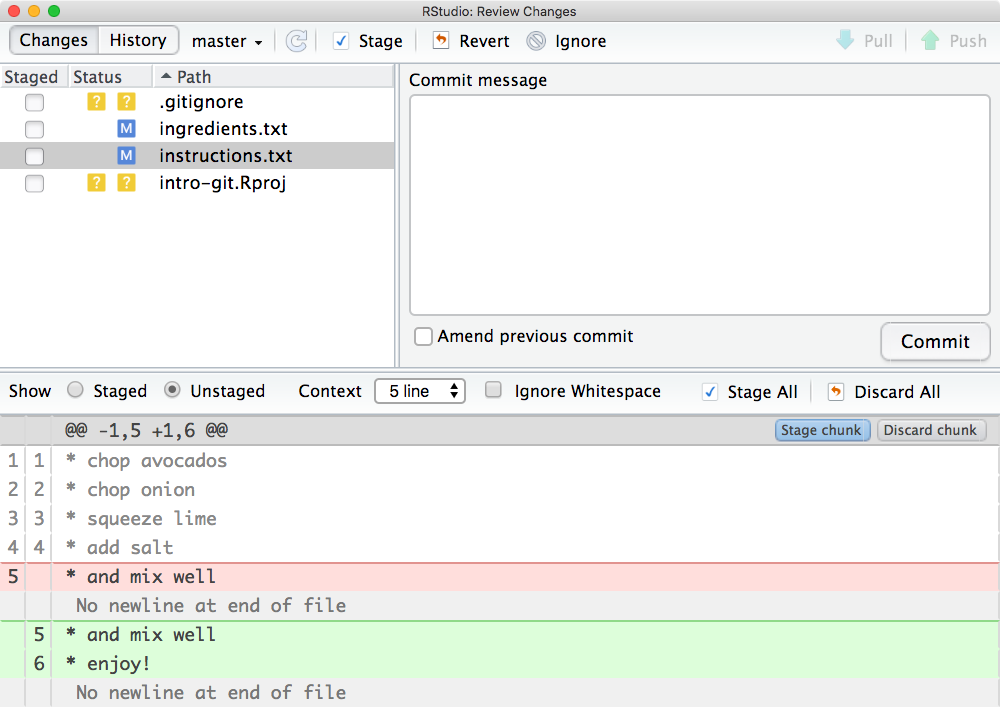 RStudio: Review Changes
Changes History master Stage Revert Ignore Pull Push
Staged Status Path
? ? .gitignore
M ingredients.txt
M instructions.txt
? ? intro-git.Rproj
Commit message
Amend previous commit
Commit
Show Staged Unstaged Context 5 line Ignore Whitespace Stage All Discard All
@@ -1,5 +1,6 @@ Stage chunk Discard chunk
1 1 * chop avocados
2 2 * chop onion
3 3 * squeeze lime
4 4 * add salt
5 * and mix well
No newline at end of file
5 * and mix well
6 * enjoy!
No newline at end of file